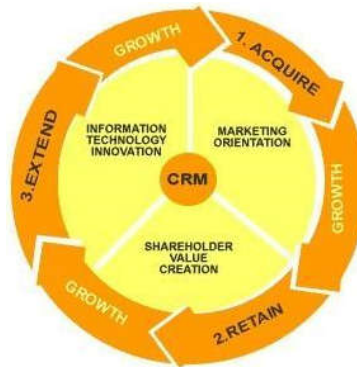 GROWTH
1. ACQUIRE
GROWTH
2.RETAIN
GROWTH
3.EXTEND
INFORMATION
TECHNOLOGY
INNOVATION
MARKETING
ORIENTATION
CRM
SHAREHOLDER
VALUE
CREATION